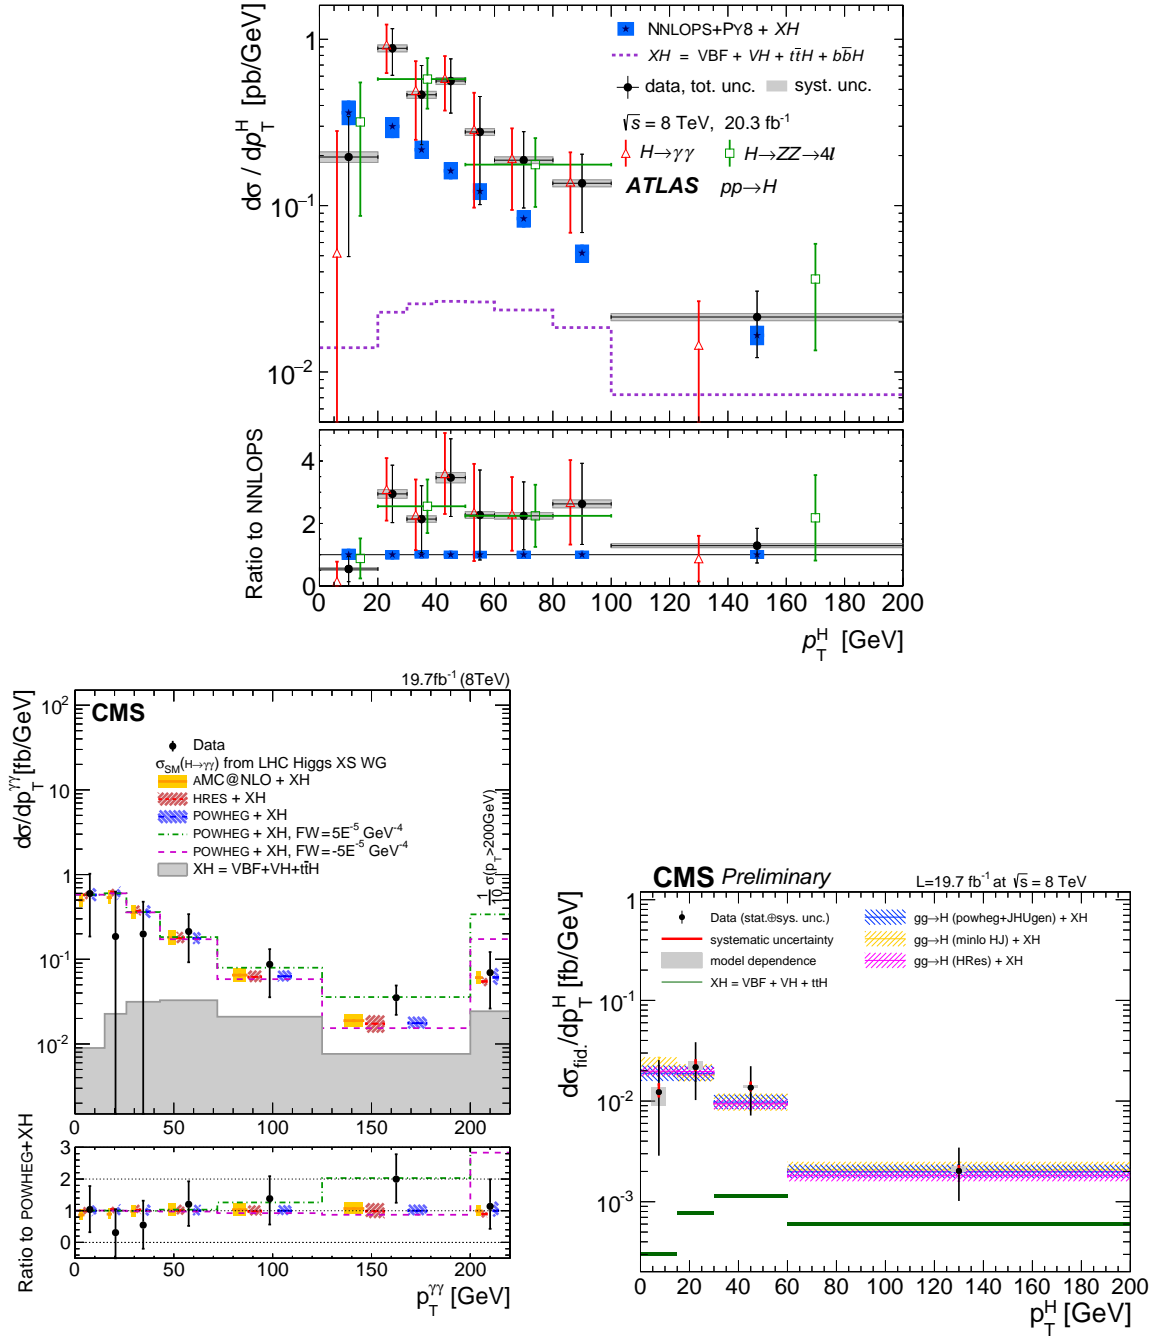 dσ / dp_T^H [pb/GeV]
1
10⁻¹
10⁻²
NNLOPS+PY8 + XH
XH = VBF + VH + tt̄H + bb̄H
data, tot. unc. syst. unc.
√s = 8 TeV, 20.3 fb⁻¹
H→γγ H→ZZ→4l
ATLAS pp→H
Ratio to NNLOPS
4
2
0
0 20 40 60 80 100 120 140 160 180 200
p_T^H [GeV]
19.7fb⁻¹ (8TeV)
dσ/dp_T^γγ [fb/GeV]
10²
10
1
10⁻¹
10⁻²
CMS
Data
σ_SM(H→γγ) from LHC Higgs XS WG
AMC@NLO + XH
HRES + XH
POWHEG + XH
POWHEG + XH, FW=5E⁻⁵ GeV⁻⁴
POWHEG + XH, FW=-5E⁻⁵ GeV⁻⁴
XH = VBF+VH+tt̄H
1/10 σ(p_T>200GeV)
Ratio to POWHEG+XH
3
2
1
0
0 50 100 150 200
p_T^γγ [GeV]
CMS Preliminary
L=19.7 fb⁻¹ at √s = 8 TeV
dσ_fid./dp_T^H [fb/GeV]
1
10⁻¹
10⁻²
10⁻³
Data (stat.⊕sys. unc.)
systematic uncertainty
model dependence
XH = VBF + VH + ttH
gg→H (powheg+JHUgen) + XH
gg→H (minlo HJ) + XH
gg→H (HRes) + XH
0 20 40 60 80 100 120 140 160 180 200
p_T^H [GeV]